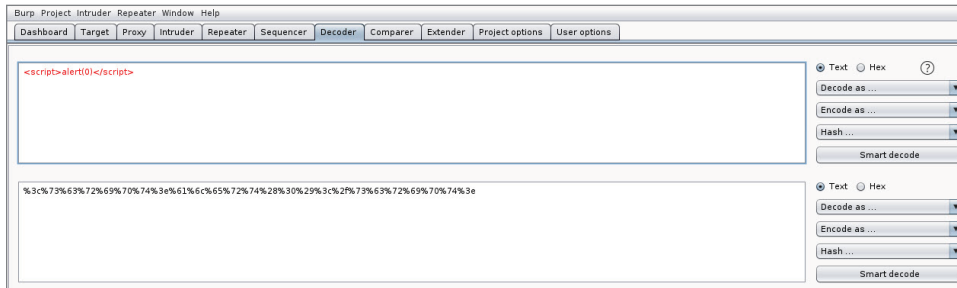 Burp Project Intruder Repeater Window Help
Dashboard Target Proxy Intruder Repeater Sequencer Decoder Comparer Extender Project options User options
<script>alert(0)</script>
Text Hex ?
Decode as ...
Encode as ...
Hash ...
Smart decode
%3c%73%63%72%69%70%74%3e%61%6c%65%72%74%28%30%29%3c%2f%73%63%72%69%70%74%3e
Text Hex
Decode as ...
Encode as ...
Hash ...
Smart decode